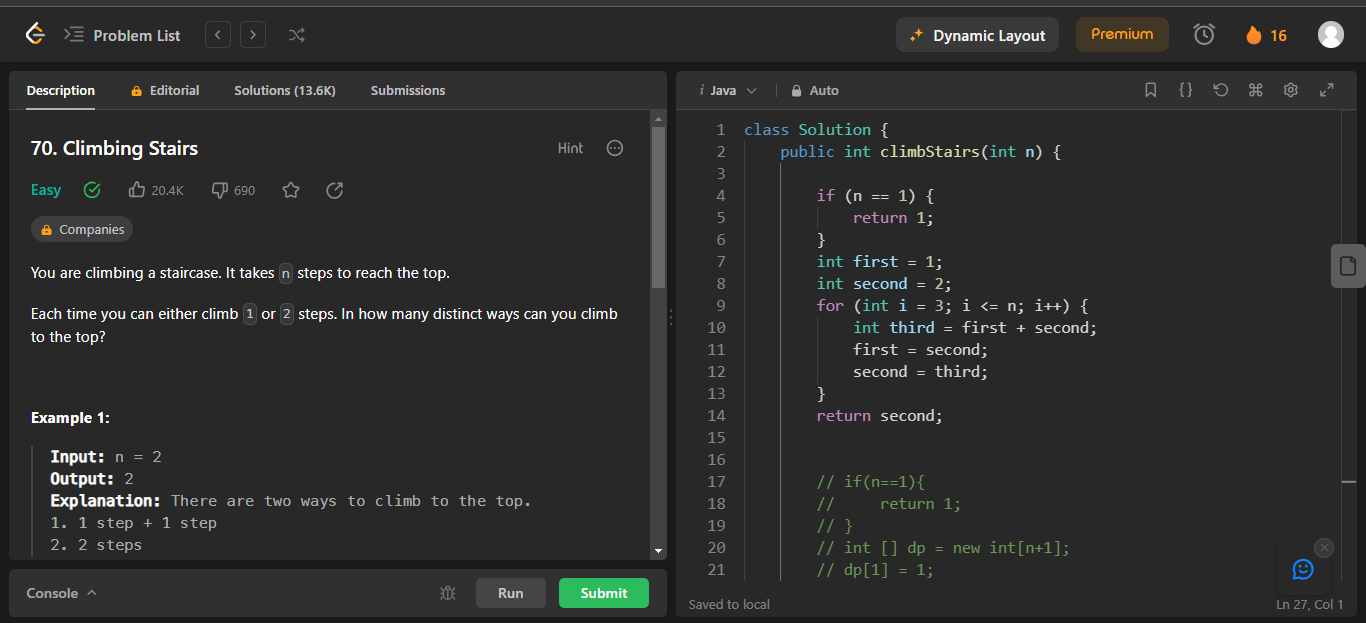 Problem List
Dynamic Layout
Premium
16
Description
Editorial
Solutions (13.6K)
Submissions
70. Climbing Stairs
Hint
Easy
20.4K
690
Companies
You are climbing a staircase. It takes n steps to reach the top.
Each time you can either climb 1 or 2 steps. In how many distinct ways can you climb
to the top?
Example 1:
Input: n = 2
Output: 2
Explanation: There are two ways to climb to the top.
1. 1 step + 1 step
2. 2 steps
Console
Run
Submit
i Java
Auto
{}
1 class Solution {
2 public int climbStairs(int n) {
3
4 if (n == 1) {
5 return 1;
6 }
7 int first = 1;
8 int second = 2;
9 for (int i = 3; i <= n; i++) {
10 int third = first + second;
11 first = second;
12 second = third;
13 }
14 return second;
15
16
17 // if(n==1){
18 // return 1;
19 // }
20 // int [] dp = new int[n+1];
21 // dp[1] = 1;
Saved to local
Ln 27, Col 1